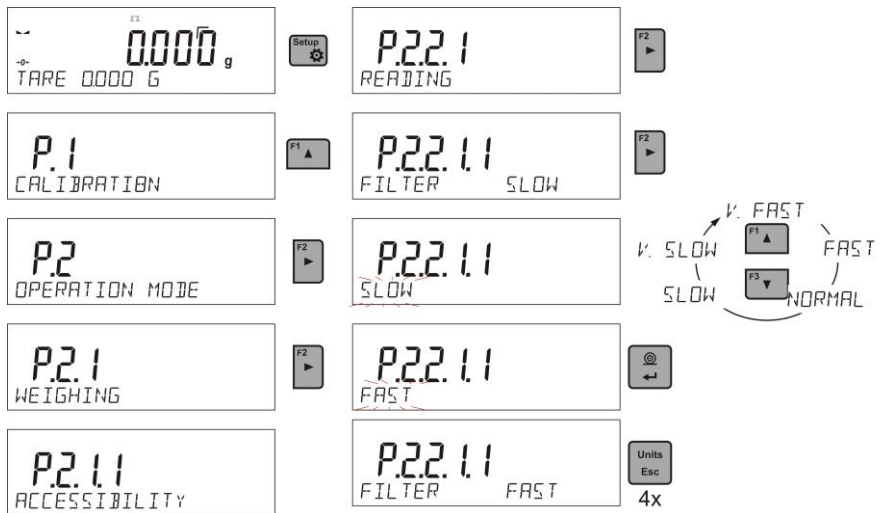 0.000 g
-0-
TARE 0.000 G
Setup
P.1
CALIBRATION
F1
P.2
OPERATION MODE
F2
P.2.1
WEIGHING
F2
P.2.1.1
ACCESSIBILITY
P.2.2.1
READING
F2
P.2.2.1.1
FILTER SLOW
F2
P.2.2.1.1
SLOW
V. FAST
F1
V. SLOW FAST
F3
SLOW NORMAL
P.2.2.1.1
FAST
P.2.2.1.1
FILTER FAST
Units
Esc
4x